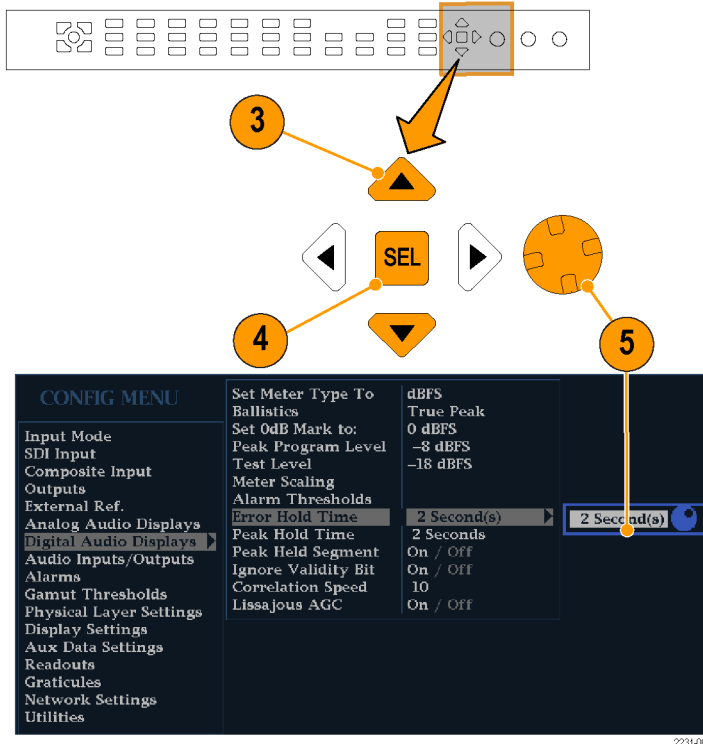 3
SEL
4
5
CONFIG MENU
Input Mode
SDI Input
Composite Input
Outputs
External Ref.
Analog Audio Displays
Digital Audio Displays
Audio Inputs/Outputs
Alarms
Gamut Thresholds
Physical Layer Settings
Display Settings
Aux Data Settings
Readouts
Graticules
Network Settings
Utilities
Set Meter Type To dBFS
Ballistics True Peak
Set 0dB Mark to: 0 dBFS
Peak Program Level –8 dBFS
Test Level –18 dBFS
Meter Scaling
Alarm Thresholds
Error Hold Time 2 Second(s)
Peak Hold Time 2 Seconds
Peak Held Segment On / Off
Ignore Validity Bit On / Off
Correlation Speed 10
Lissajous AGC On / Off
2 Second(s)